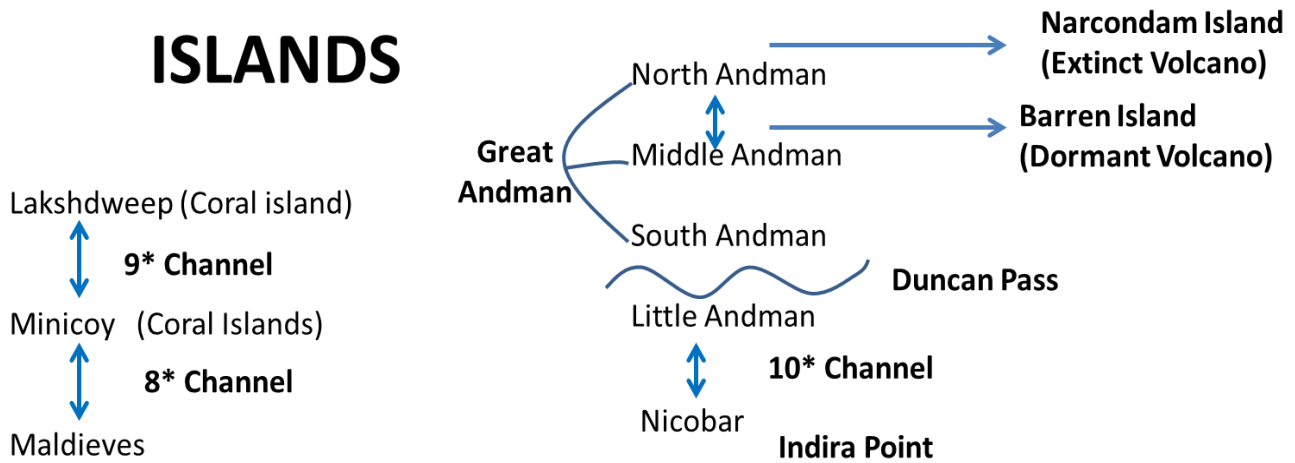 ISLANDS
Lakshdweep (Coral island)
9* Channel
Minicoy (Coral Islands)
8* Channel
Maldieves
Great
Andman
North Andman
Middle Andman
South Andman
Little Andman
Nicobar
Narcondam Island
(Extinct Volcano)
Barren Island
(Dormant Volcano)
Duncan Pass
10* Channel
Indira Point